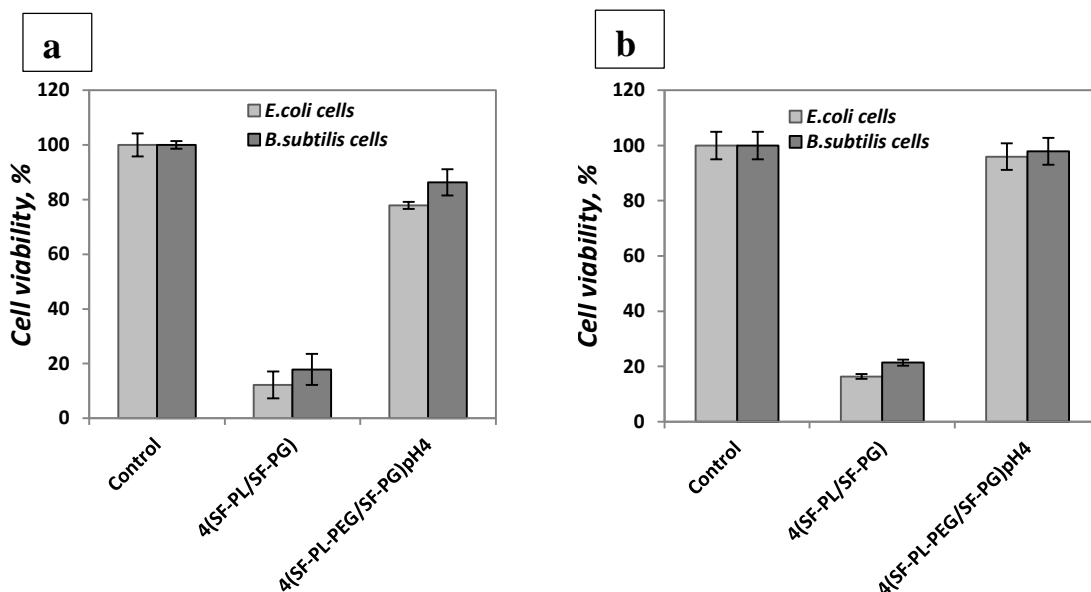 a
120
100
80
60
40
20
0
Cell viability, %
E.coli cells
B.subtilis cells
Control
4(SF-PL/SF-PG)
4(SF-PL-PEG/SF-PG)pH4
b
120
100
80
60
40
20
0
Cell viability, %
E.coli cells
B.subtilis cells
Control
4(SF-PL/SF-PG)
4(SF-PL-PEG/SF-PG)pH4